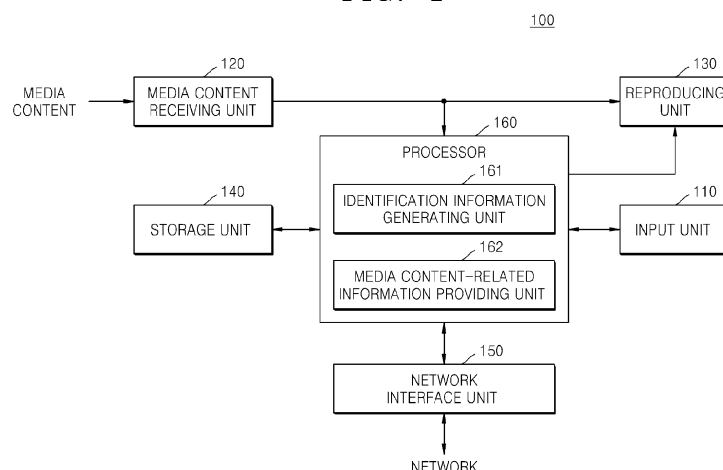 100
120
130
MEDIA
CONTENT
MEDIA CONTENT
RECEIVING UNIT
REPRODUCING
UNIT
160
PROCESSOR
161
IDENTIFICATION INFORMATION
GENERATING UNIT
140
STORAGE UNIT
110
INPUT UNIT
162
MEDIA CONTENT-RELATED
INFORMATION PROVIDING UNIT
150
NETWORK
INTERFACE UNIT
NETWORK